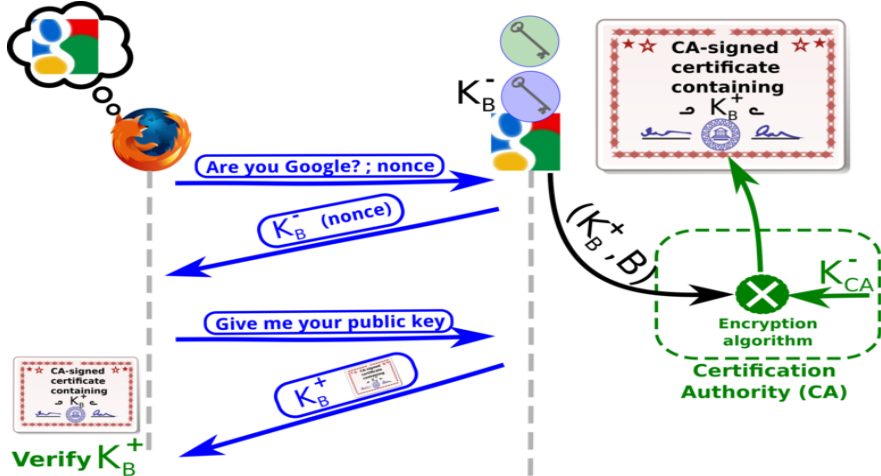 CA-signed
certificate
containing
K_B^+
K_B^-
Are you Google? ; nonce
K_B^- (nonce)
(K_B^+, B)
K_CA^-
Encryption
algorithm
Certification
Authority (CA)
Give me your public key
K_B^+
CA-signed
certificate
containing
K_B^+
Verify K_B^+